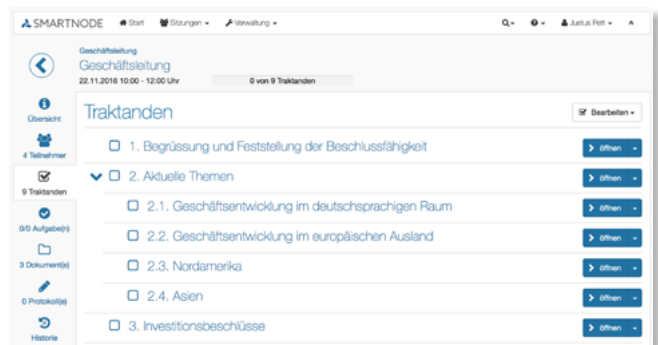 SMARTNODE Start Sitzungen Verwaltung Justus Pett
Geschäftsleitung
Geschäftsleitung
22.11.2016 10:00 - 12:00 Uhr 0 von 9 Traktanden
Übersicht
4 Teilnehmer
9 Traktanden
0/0 Aufgabe(n)
3 Dokument(e)
0 Protokoll(e)
Historie
Traktanden Bearbeiten
1. Begrüssung und Feststellung der Beschlussfähigkeit öffnen
2. Aktuelle Themen öffnen
2.1. Geschäftsentwicklung im deutschsprachigen Raum öffnen
2.2. Geschäftsentwicklung im europäischen Ausland öffnen
2.3. Nordamerika öffnen
2.4. Asien öffnen
3. Investitionsbeschlüsse öffnen